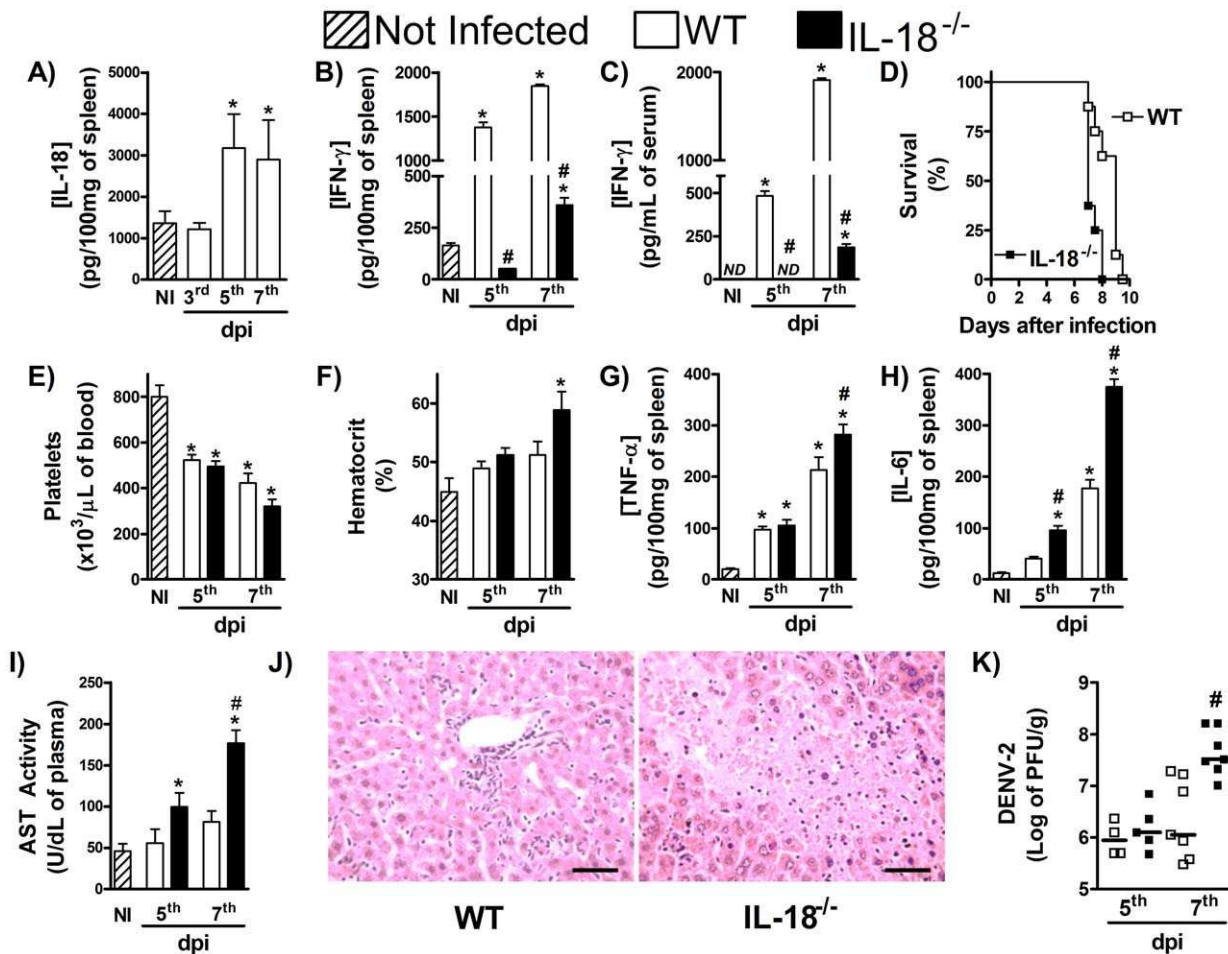 Not Infected WT IL-18-/-
A)
[IL-18]
(pg/100mg of spleen)
5000
4000
3000
2000
1000
0
* *
NI 3rd 5th 7th
dpi
B)
[IFN-γ]
(pg/100mg of spleen)
2000
1500
1000
500
250
0
* # * # *
NI 5th 7th
dpi
C)
[IFN-γ]
(pg/mL of serum)
2000
1000
500
250
0
ND * # ND * # *
NI 5th 7th
dpi
D)
Survival
(%)
100
75
50
25
0
WT
IL-18-/-
0 2 4 6 8 10
Days after infection
E)
Platelets
(x103/μL of blood)
800
600
400
200
0
* * * *
NI 5th 7th
dpi
F)
Hematocrit
(%)
60
50
40
30
*
NI 5th 7th
dpi
G)
[TNF-α]
(pg/100mg of spleen)
400
300
200
100
0
* * * # *
NI 5th 7th
dpi
H)
[IL-6]
(pg/100mg of spleen)
400
300
200
100
0
# * * # *
NI 5th 7th
dpi
I)
AST Activity
(U/dL of plasma)
250
200
150
100
50
0
* # *
NI 5th 7th
dpi
J)
WT IL-18-/-
K)
DENV-2
(Log of PFU/g)
9
8
7
6
5
#
5th 7th
dpi